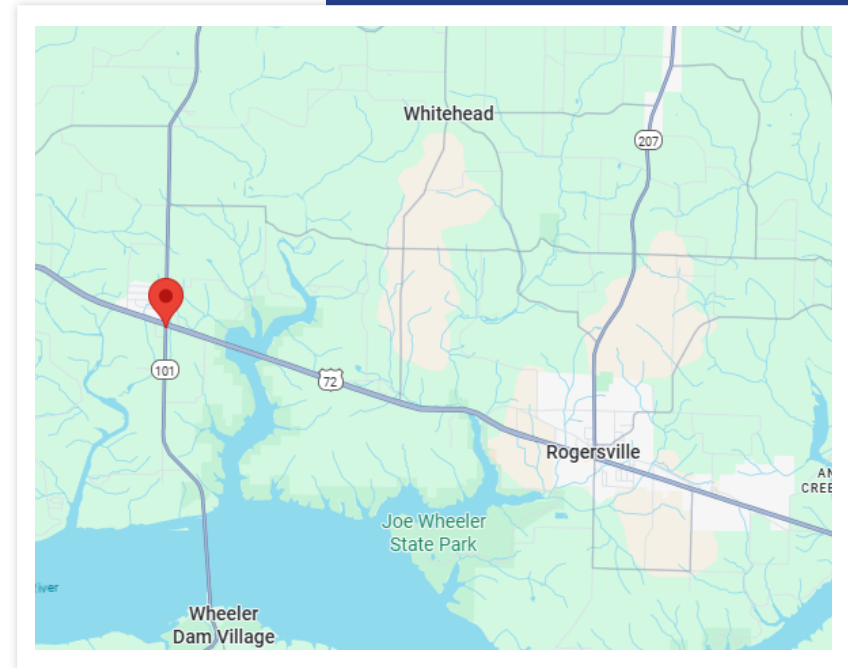 Whitehead
207
101
72
Rogersville
Joe Wheeler
State Park
Wheeler
Dam Village